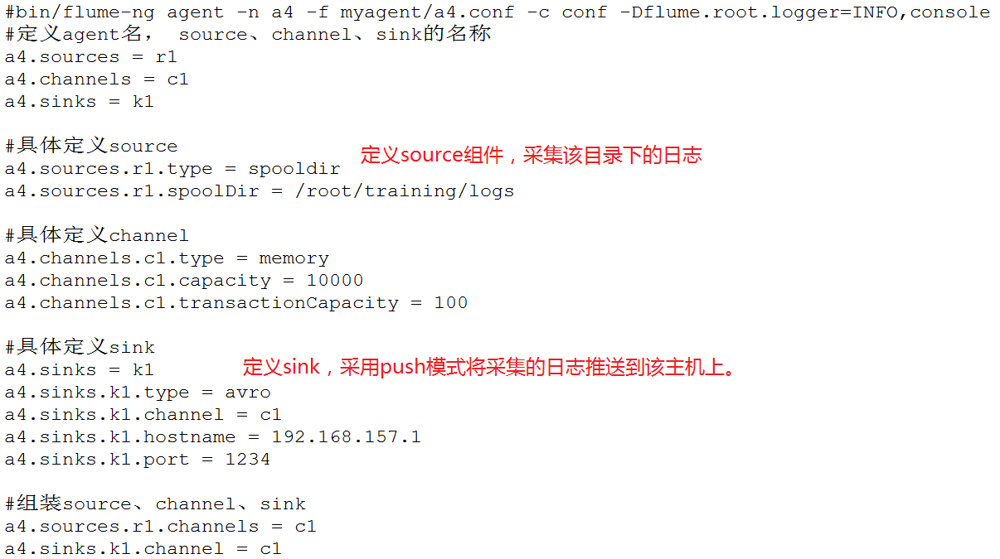 #bin/flume-ng agent -n a4 -f myagent/a4.conf -c conf -Dflume.root.logger=INFO,console
#定义agent名， source、channel、sink的名称
a4.sources = r1
a4.channels = c1
a4.sinks = k1
#具体定义source
定义source组件，采集该目录下的日志
a4.sources.r1.type = spooldir
a4.sources.r1.spoolDir = /root/training/logs
#具体定义channel
a4.channels.c1.type = memory
a4.channels.c1.capacity = 10000
a4.channels.c1.transactionCapacity = 100
#具体定义sink
a4.sinks = k1
定义sink，采用push模式将采集的日志推送到该主机上。
a4.sinks.k1.type = avro
a4.sinks.k1.channel = c1
a4.sinks.k1.hostname = 192.168.157.1
a4.sinks.k1.port = 1234
#组装source、channel、sink
a4.sources.r1.channels = c1
a4.sinks.k1.channel = c1